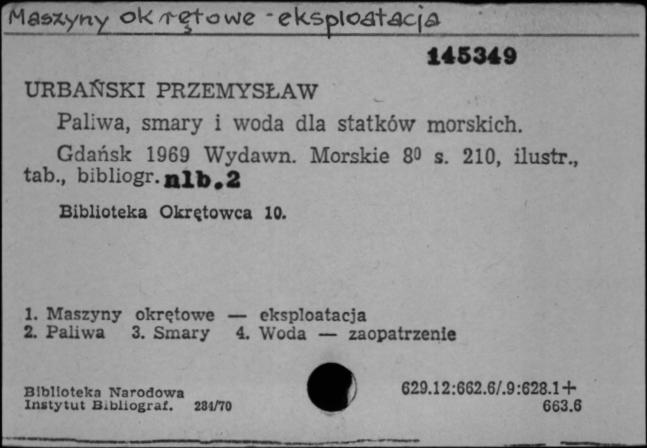 Maszyny okrętowe - eksploatacja
145349
URBAŃSKI PRZEMYSŁAW
Paliwa, smary i woda dla statków morskich.
Gdańsk 1969 Wydawn. Morskie 8⁰ s. 210, ilustr.,
tab., bibliogr. nlb.2
Biblioteka Okrętowca 10.
1. Maszyny okrętowe — eksploatacja
2. Paliwa 3. Smary 4. Woda — zaopatrzenie
Biblioteka Narodowa 629.12:662.6/.9:628.1+
Instytut Bibliograf. 284/70 663.6